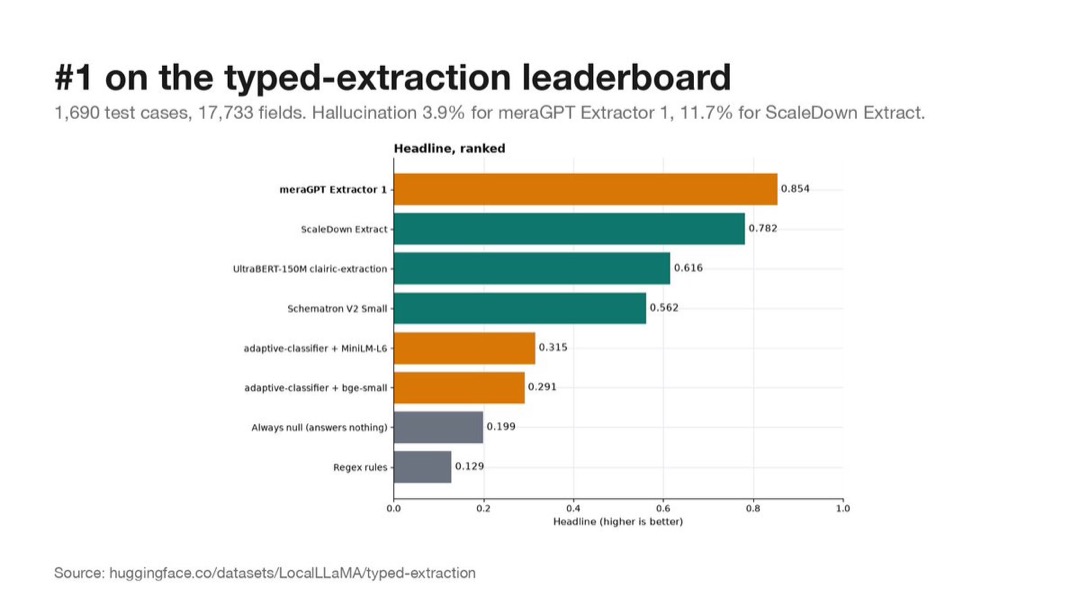 #1 on the typed-extraction leaderboard
1,690 test cases, 17,733 fields. Hallucination 3.9% for meraGPT Extractor 1, 11.7% for ScaleDown Extract.
Headline, ranked
meraGPT Extractor 1
0.854
ScaleDown Extract
0.782
UltraBERT-150M clairic-extraction
0.616
Schematron V2 Small
0.562
adaptive-classifier + MiniLM-L6
0.315
adaptive-classifier + bge-small
0.291
Always null (answers nothing)
0.199
Regex rules
0.129
0.0 0.2 0.4 0.6 0.8 1.0
Headline (higher is better)
Source: huggingface.co/datasets/LocalLLaMA/typed-extraction